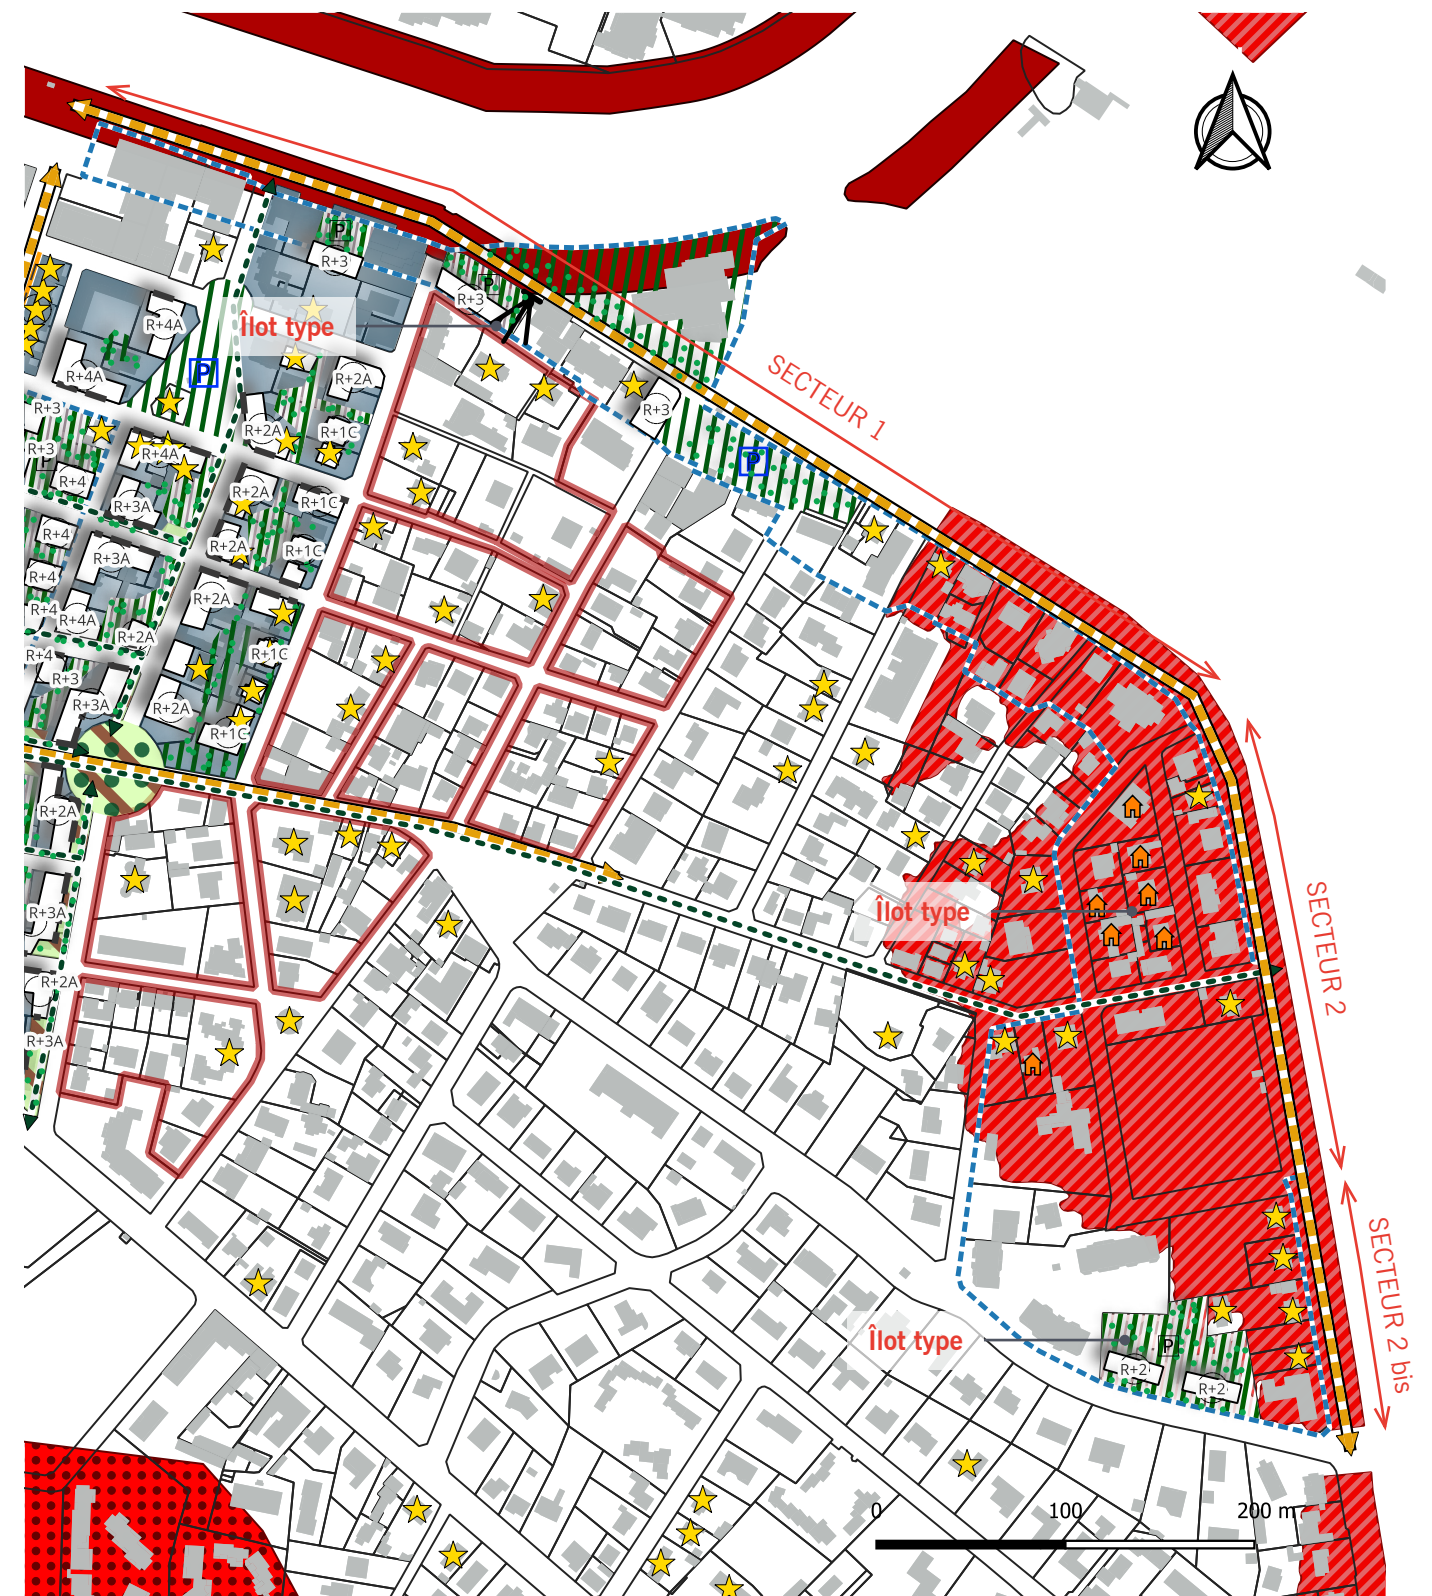 P
R+3
P
R+3
Îlot type
R+4A
P
R+4A
R+2A
SECTEUR 1
R+3
R+3
R+2A
R+1C
R+3
R+4A
P
P
R+4
R+2A
R+1C
R+3A
R+4
R+2A
R+1C
R+3A
R+4
R+2A
R+4
R+4A
R+2A
R+4
R+1C
R+3
R+3A
R+2A
R+1C
R+2A
R+3A
Îlot type
SECTEUR 2
R+2A
R+3A
SECTEUR 2 bis
Îlot type
P
R+2
R+2
0 100 200 m